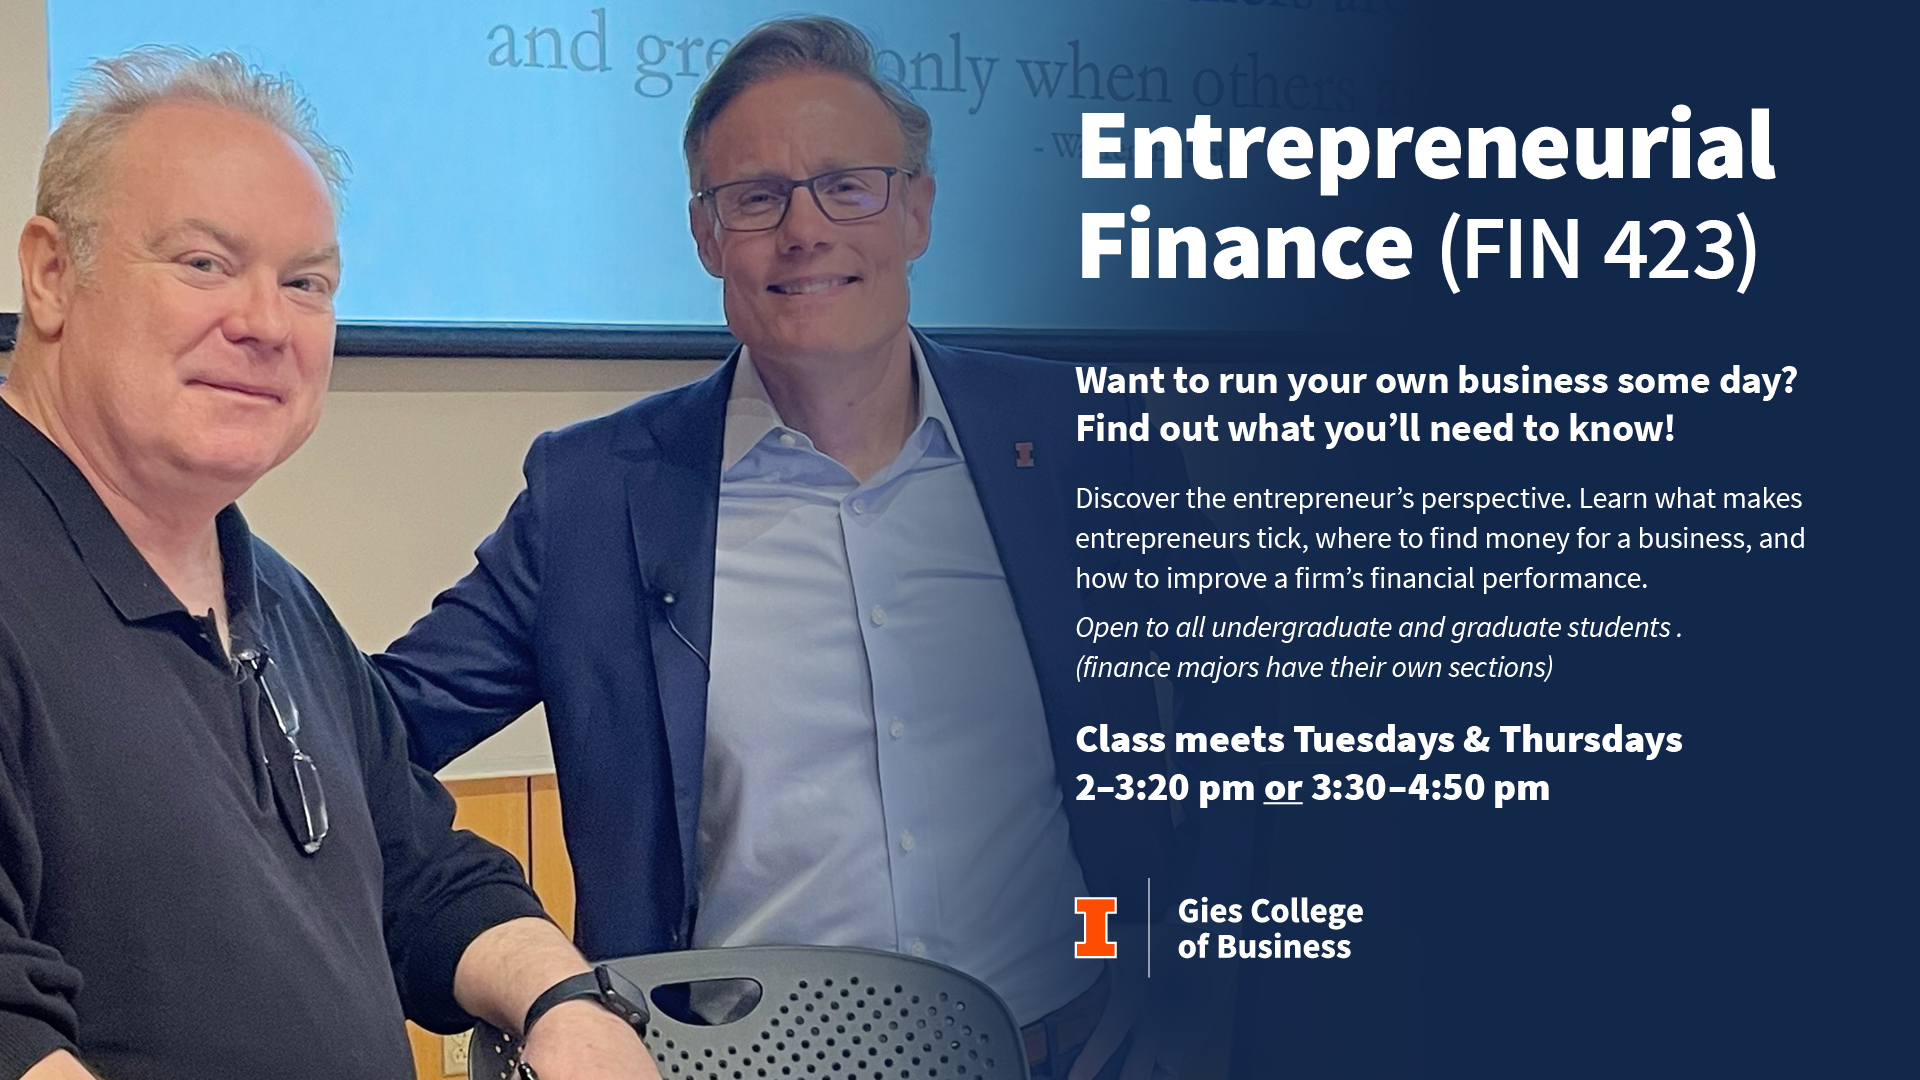 and only when others
Entrepreneurial
Finance (FIN 423)
Want to run your own business some day?
Find out what you’ll need to know!
Discover the entrepreneur’s perspective. Learn what makes
entrepreneurs tick, where to find money for a business, and
how to improve a firm’s financial performance.
Open to all undergraduate and graduate students .
(finance majors have their own sections)
Class meets Tuesdays & Thursdays
2–3:20 pm or 3:30–4:50 pm
I
Gies College
of Business